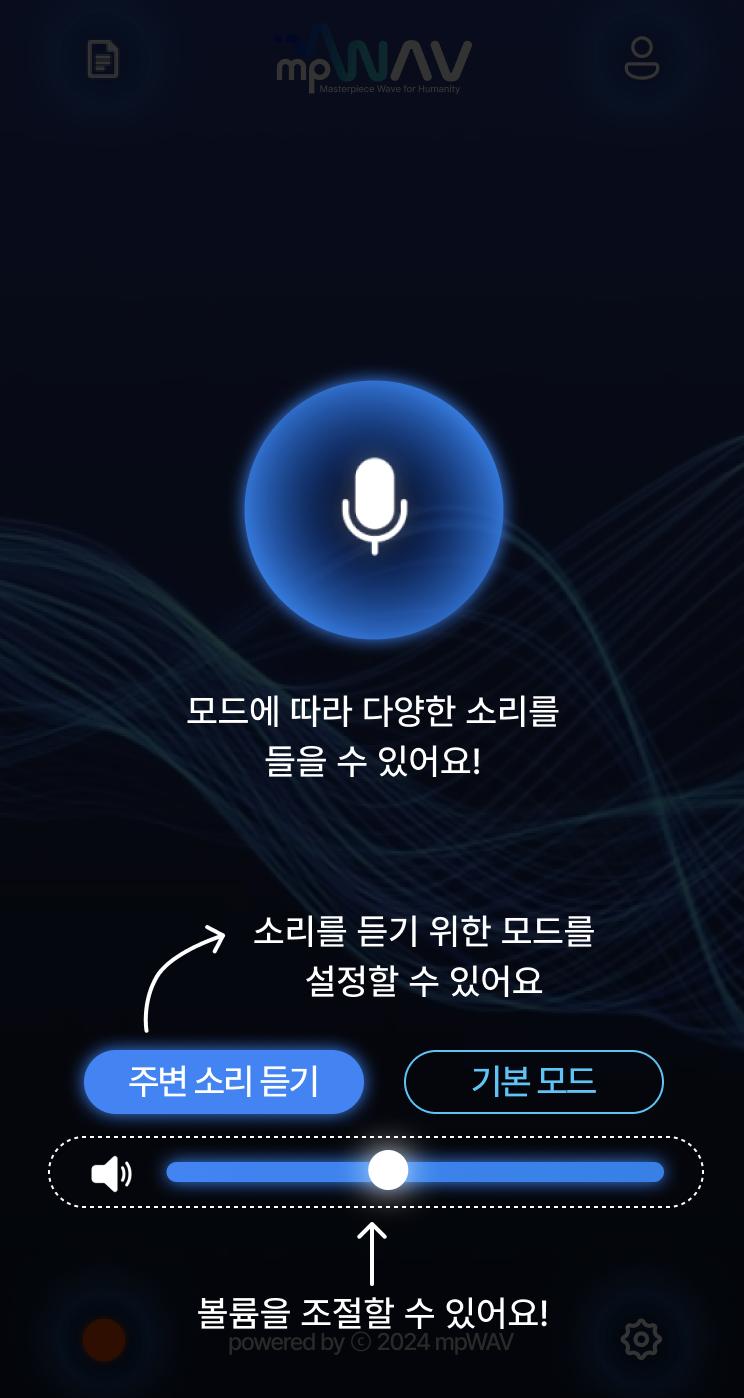 mpWAV
Masterpiece Wave for Humanity
모드에 따라 다양한 소리를
들을 수 있어요!
소리를 듣기 위한 모드를
설정할 수 있어요
주변 소리 듣기
기본 모드
볼륨을 조절할 수 있어요!
powered by ⓒ 2024 mpWAV